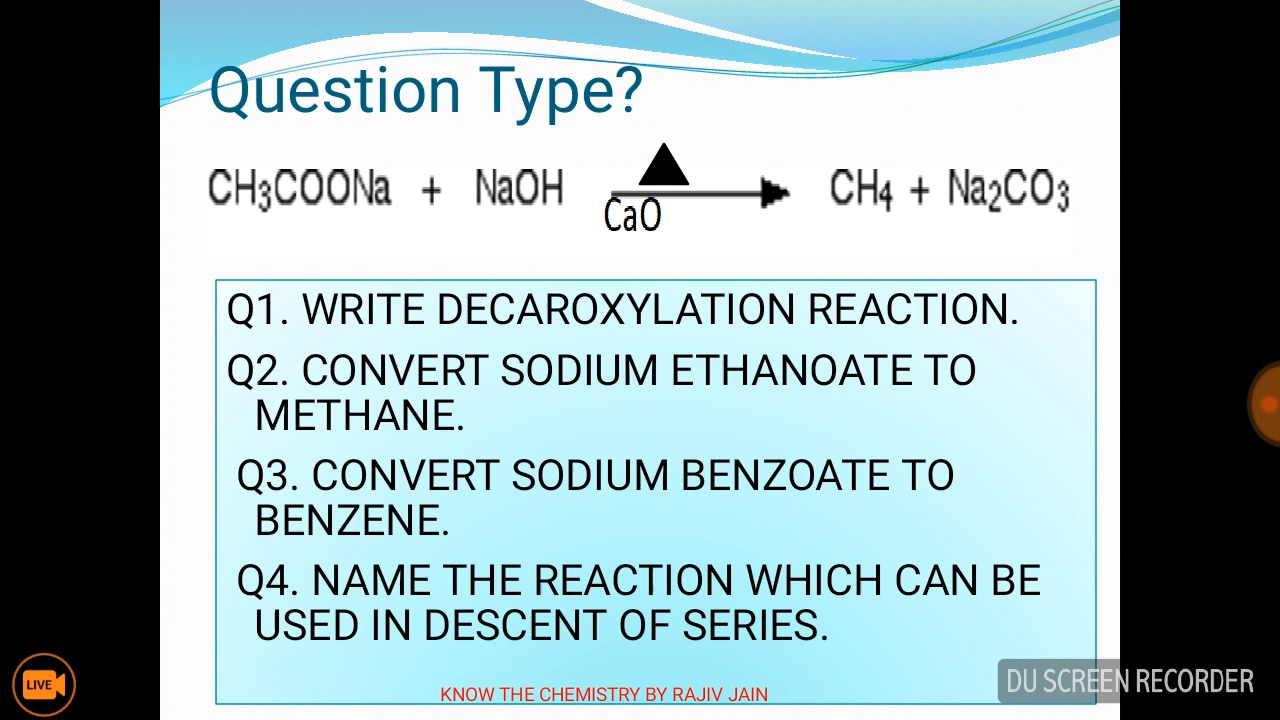 Question Type?
CH₃COONa + NaOH CaO CH₄ + Na₂CO₃
Q1. WRITE DECAROXYLATION REACTION.
Q2. CONVERT SODIUM ETHANOATE TO
METHANE.
Q3. CONVERT SODIUM BENZOATE TO
BENZENE.
Q4. NAME THE REACTION WHICH CAN BE
USED IN DESCENT OF SERIES.
KNOW THE CHEMISTRY BY RAJIV JAIN
LIVE
DU SCREEN RECORDER